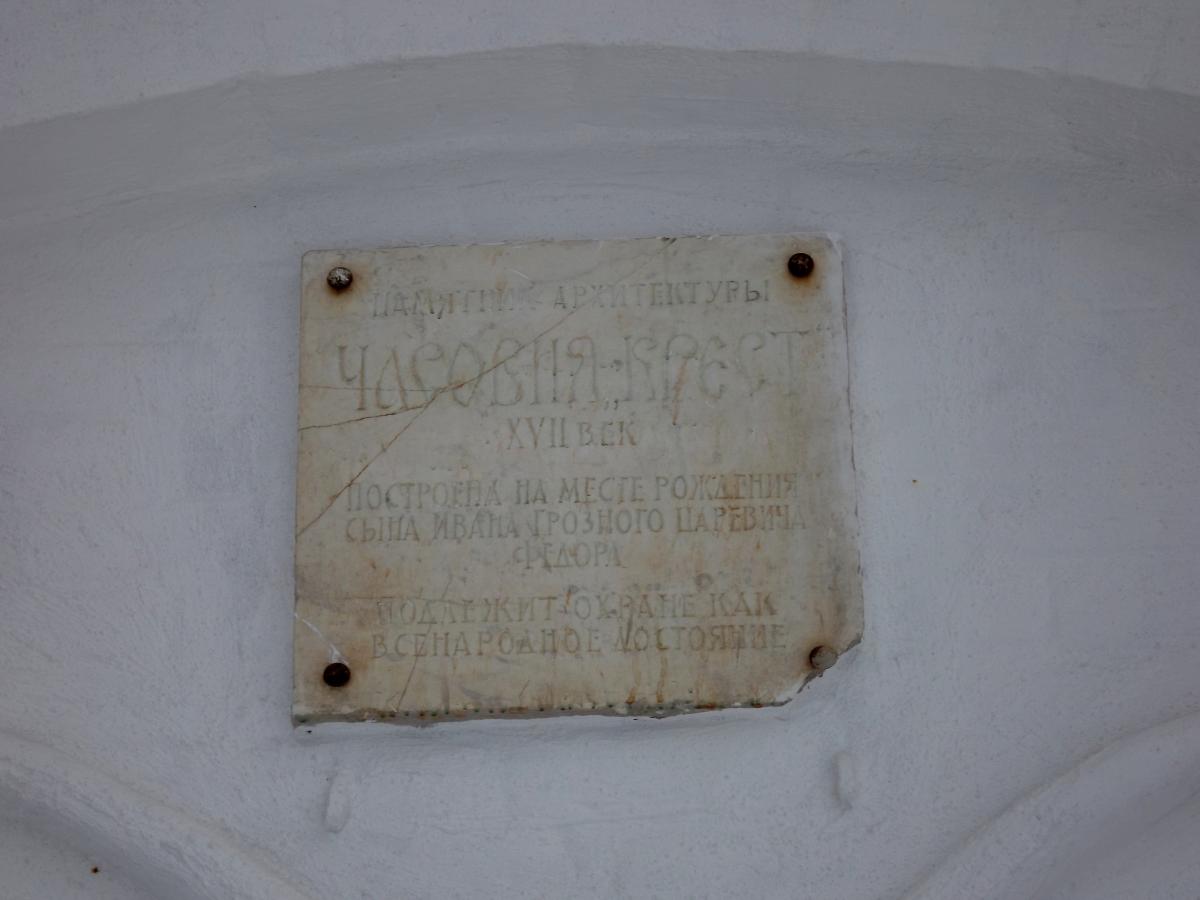 ПАМЯТНИК АРХИТЕКТУРЫ
ЧАСОВНЯ „КРЕСТ"
XVII ВЕК
ПОСТРОЕНА НА МЕСТЕ РОЖДЕНИЯ
СЫНА ИВАНА ГРОЗНОГО ЦАРЕВИЧА
ФЕДОРА
ПОДЛЕЖИТ ОХРАНЕ КАК
ВСЕНАРОДНОЕ ДОСТОЯНИЕ